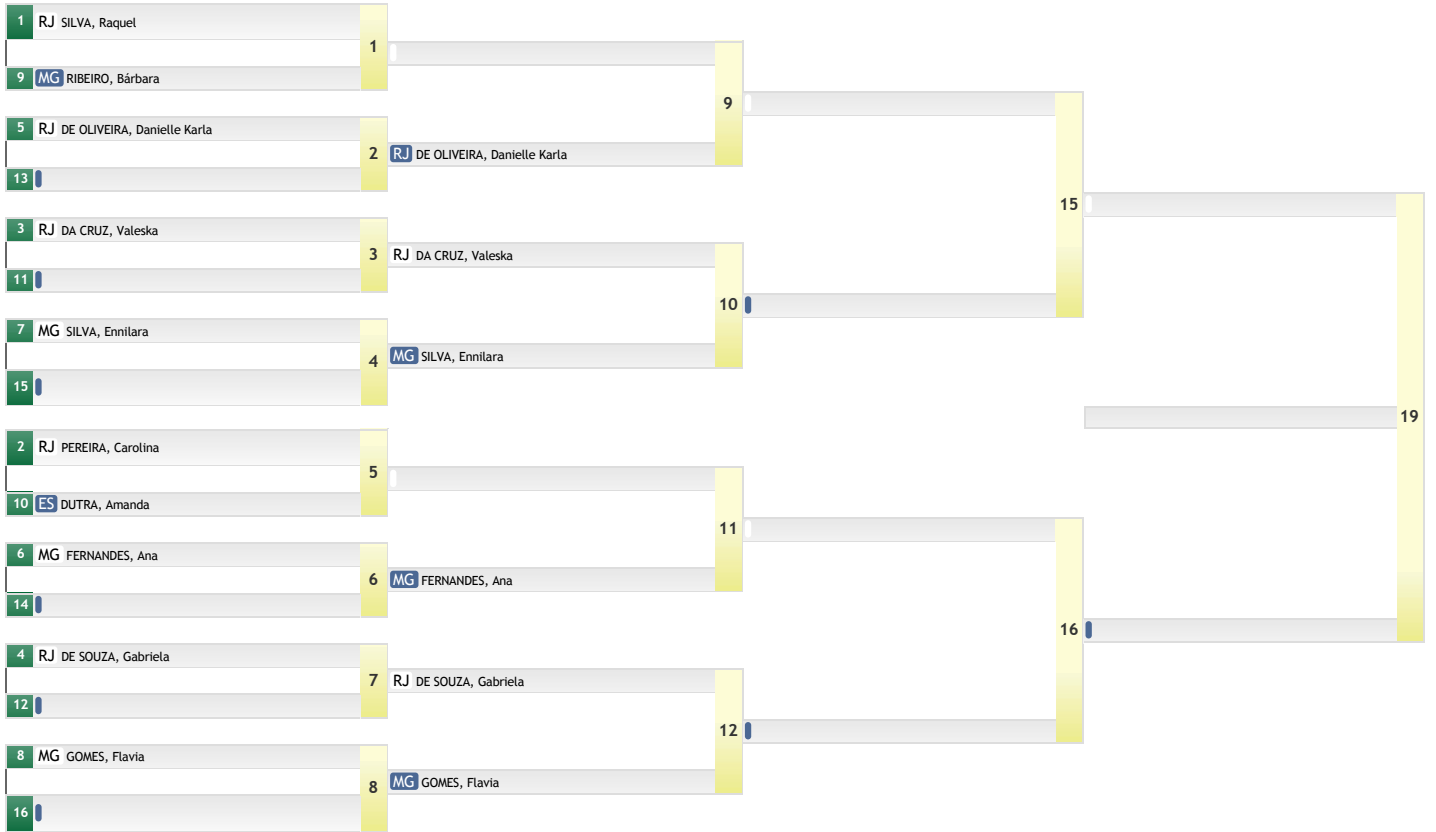 1 RJ SILVA, Raquel
1
9 MG RIBEIRO, Bárbara
9
5 RJ DE OLIVEIRA, Danielle Karla
2 RJ DE OLIVEIRA, Danielle Karla
13
15
3 RJ DA CRUZ, Valeska
3 RJ DA CRUZ, Valeska
11
10
7 MG SILVA, Ennilara
4 MG SILVA, Ennilara
15
19
2 RJ PEREIRA, Carolina
5
10 ES DUTRA, Amanda
11
6 MG FERNANDES, Ana
6 MG FERNANDES, Ana
14
16
4 RJ DE SOUZA, Gabriela
7 RJ DE SOUZA, Gabriela
12
12
8 MG GOMES, Flavia
8 MG GOMES, Flavia
16